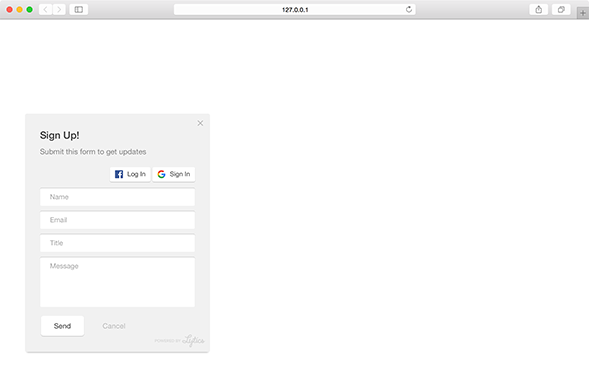 127.0.0.1
Sign Up!
Submit this form to get updates
Log In
Sign In
Name
Email
Title
Message
Send
Cancel
POWERED BY Lytics